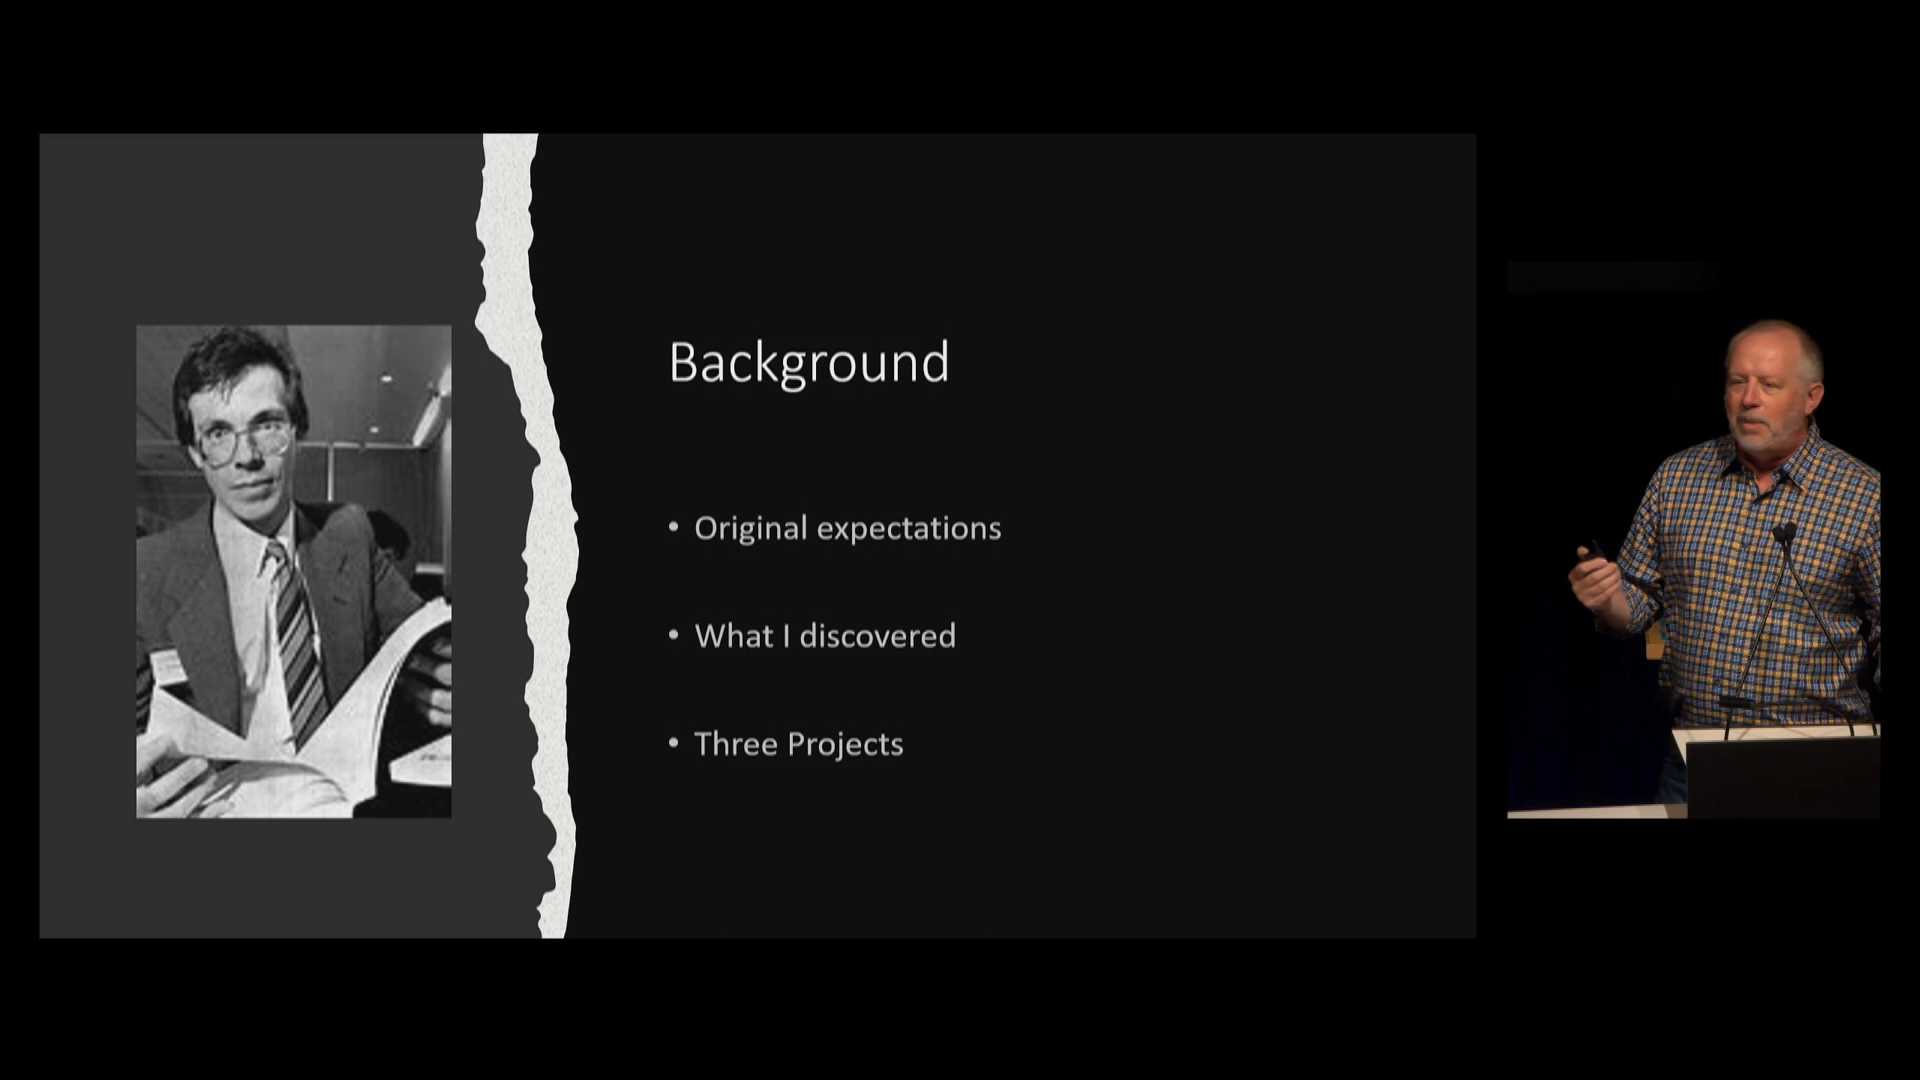 Background
• Original expectations
• What I discovered
• Three Projects